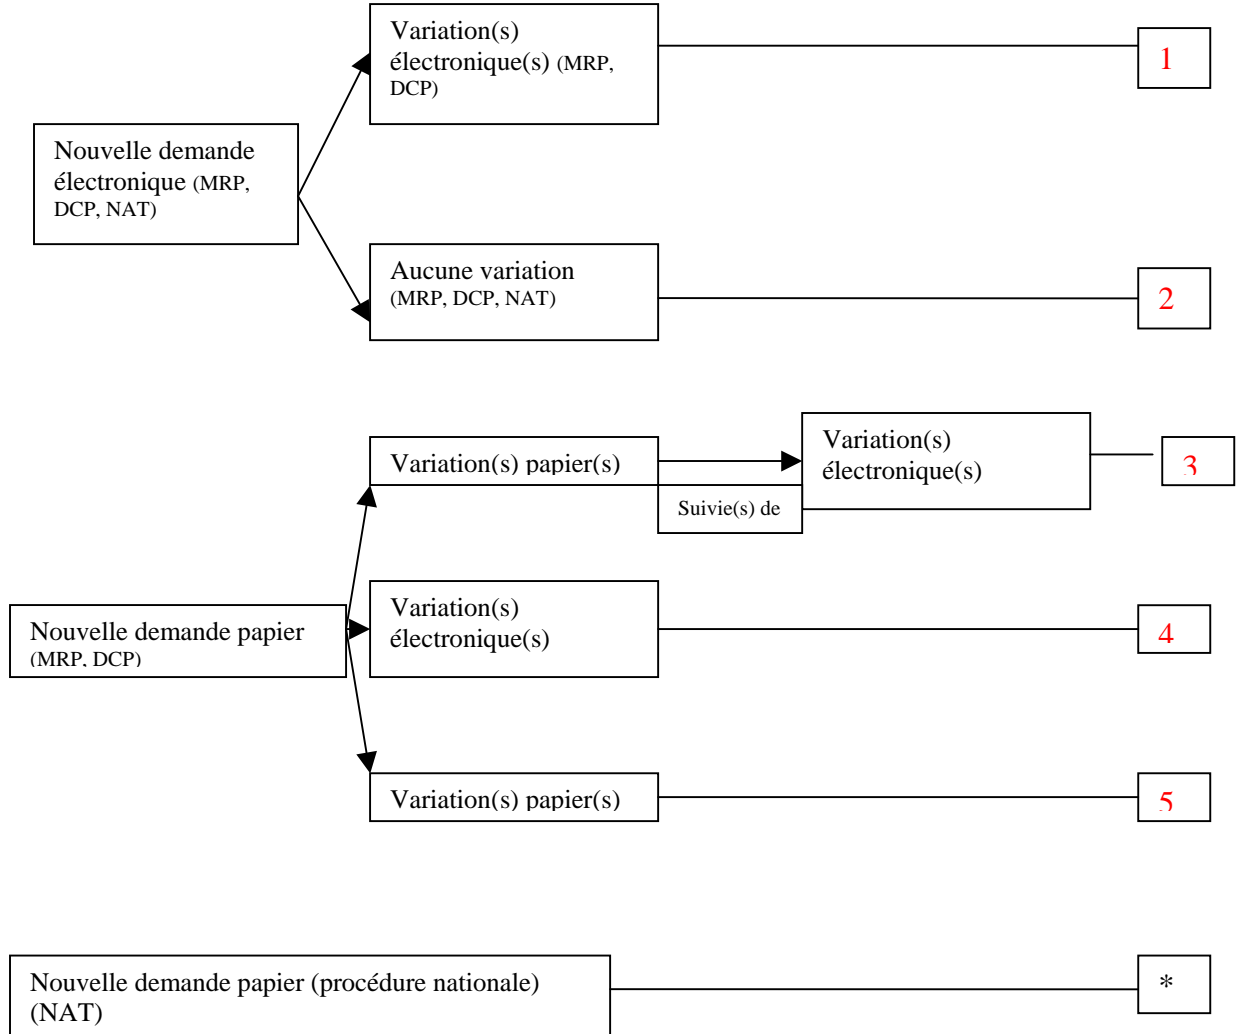 Variation(s)
électronique(s) (MRP,
DCP)
1
Nouvelle demande
électronique (MRP,
DCP, NAT)
Aucune variation
(MRP, DCP, NAT)
2
Variation(s) papier(s)
Suivie(s) de
Variation(s)
électronique(s)
3
Nouvelle demande papier
(MRP, DCP)
Variation(s)
électronique(s)
4
Variation(s) papier(s)
5
Nouvelle demande papier (procédure nationale)
(NAT)
*